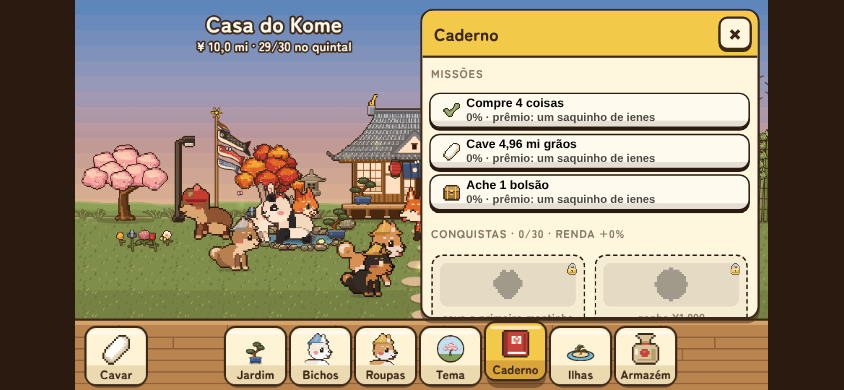 Casa do Kome
¥ 10,0 mi · 29/30 no quintal
Caderno
MISSÕES
Compre 4 coisas
0% · prêmio: um saquinho de ienes
Cave 4,96 mi grãos
0% · prêmio: um saquinho de ienes
Ache 1 bolsão
0% · prêmio: um saquinho de ienes
CONQUISTAS · 0/30 · RENDA +0%
Cavar
Jardim
Bichos
Roupas
Tema
Caderno
Ilhas
Armazém